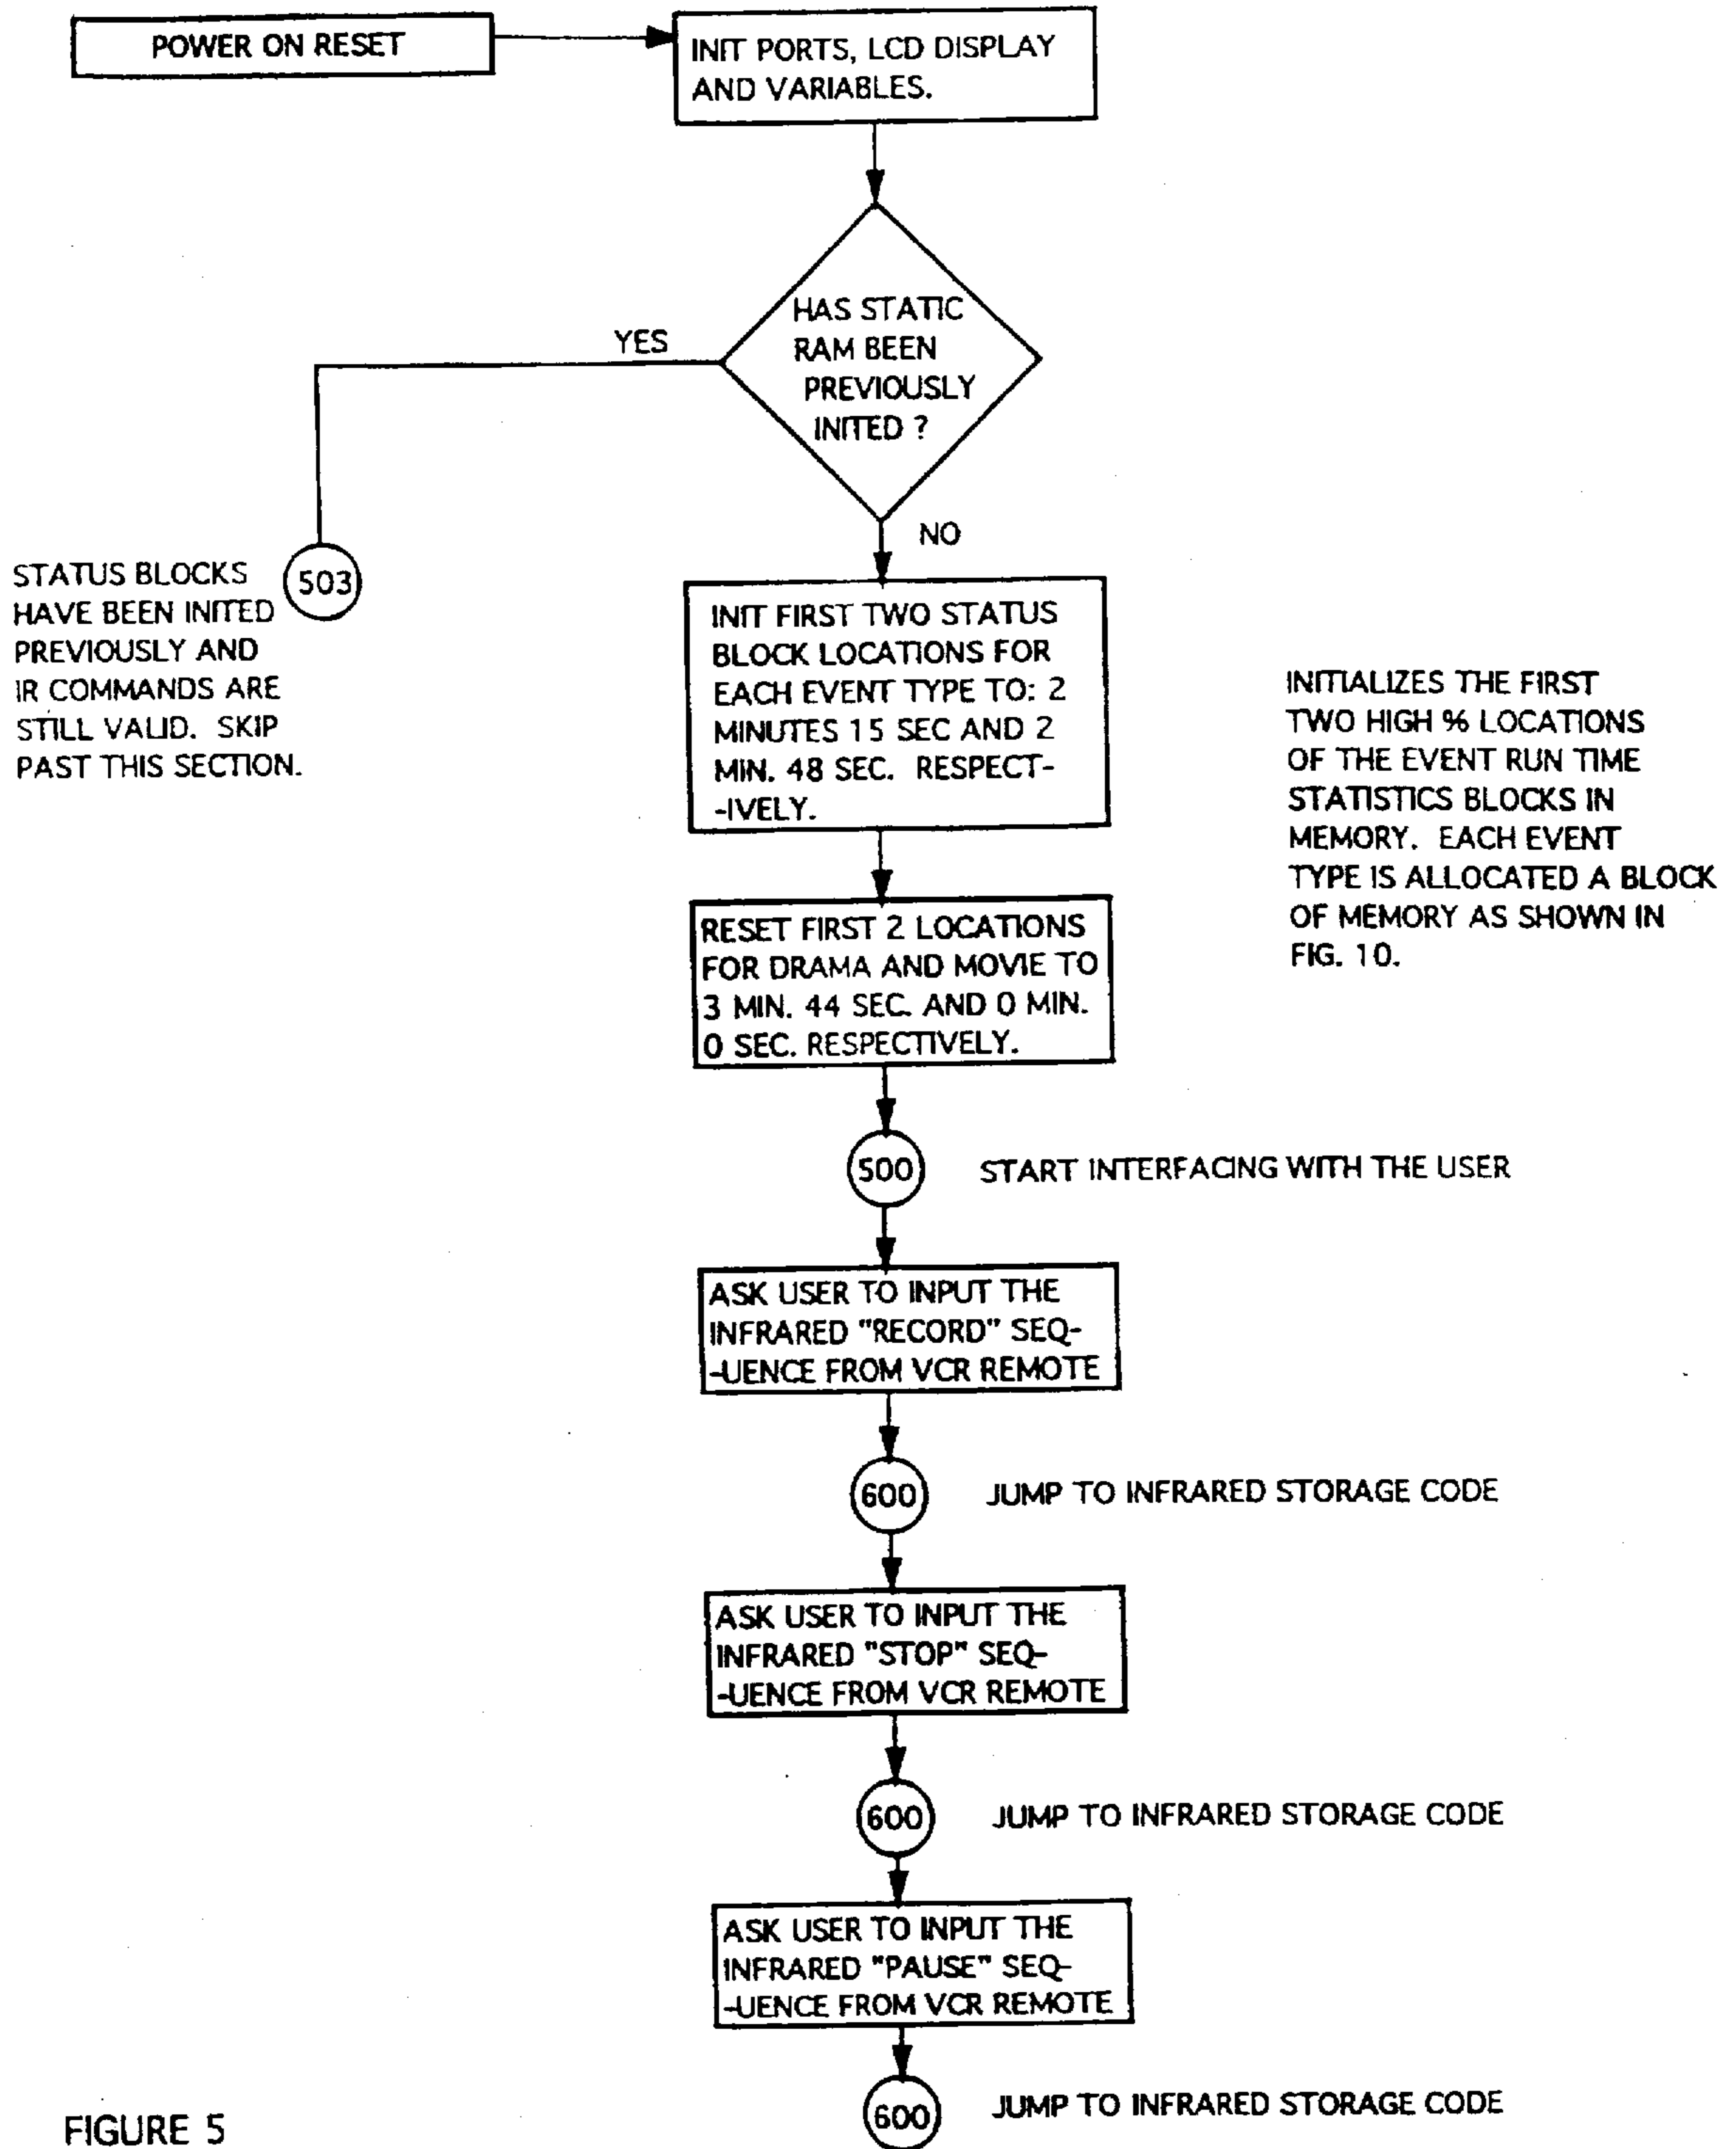 POWER ON RESET
INIT PORTS, LCD DISPLAY
AND VARIABLES.
HAS STATIC
RAM BEEN
PREVIOUSLY
INITED ?
YES
NO
503
STATUS BLOCKS
HAVE BEEN INITED
PREVIOUSLY AND
IR COMMANDS ARE
STILL VALID. SKIP
PAST THIS SECTION.
INIT FIRST TWO STATUS
BLOCK LOCATIONS FOR
EACH EVENT TYPE TO: 2
MINUTES 15 SEC AND 2
MIN. 48 SEC. RESPECT-
-IVELY.
INITIALIZES THE FIRST
TWO HIGH % LOCATIONS
OF THE EVENT RUN TIME
STATISTICS BLOCKS IN
MEMORY. EACH EVENT
TYPE IS ALLOCATED A BLOCK
OF MEMORY AS SHOWN IN
FIG. 10.
RESET FIRST 2 LOCATIONS
FOR DRAMA AND MOVIE TO
3 MIN. 44 SEC. AND 0 MIN.
0 SEC. RESPECTIVELY.
500
START INTERFACING WITH THE USER
ASK USER TO INPUT THE
INFRARED "RECORD" SEQ-
-UENCE FROM VCR REMOTE
600
JUMP TO INFRARED STORAGE CODE
ASK USER TO INPUT THE
INFRARED "STOP" SEQ-
-UENCE FROM VCR REMOTE
600
JUMP TO INFRARED STORAGE CODE
ASK USER TO INPUT THE
INFRARED "PAUSE" SEQ-
-UENCE FROM VCR REMOTE
600
JUMP TO INFRARED STORAGE CODE
FIGURE 5